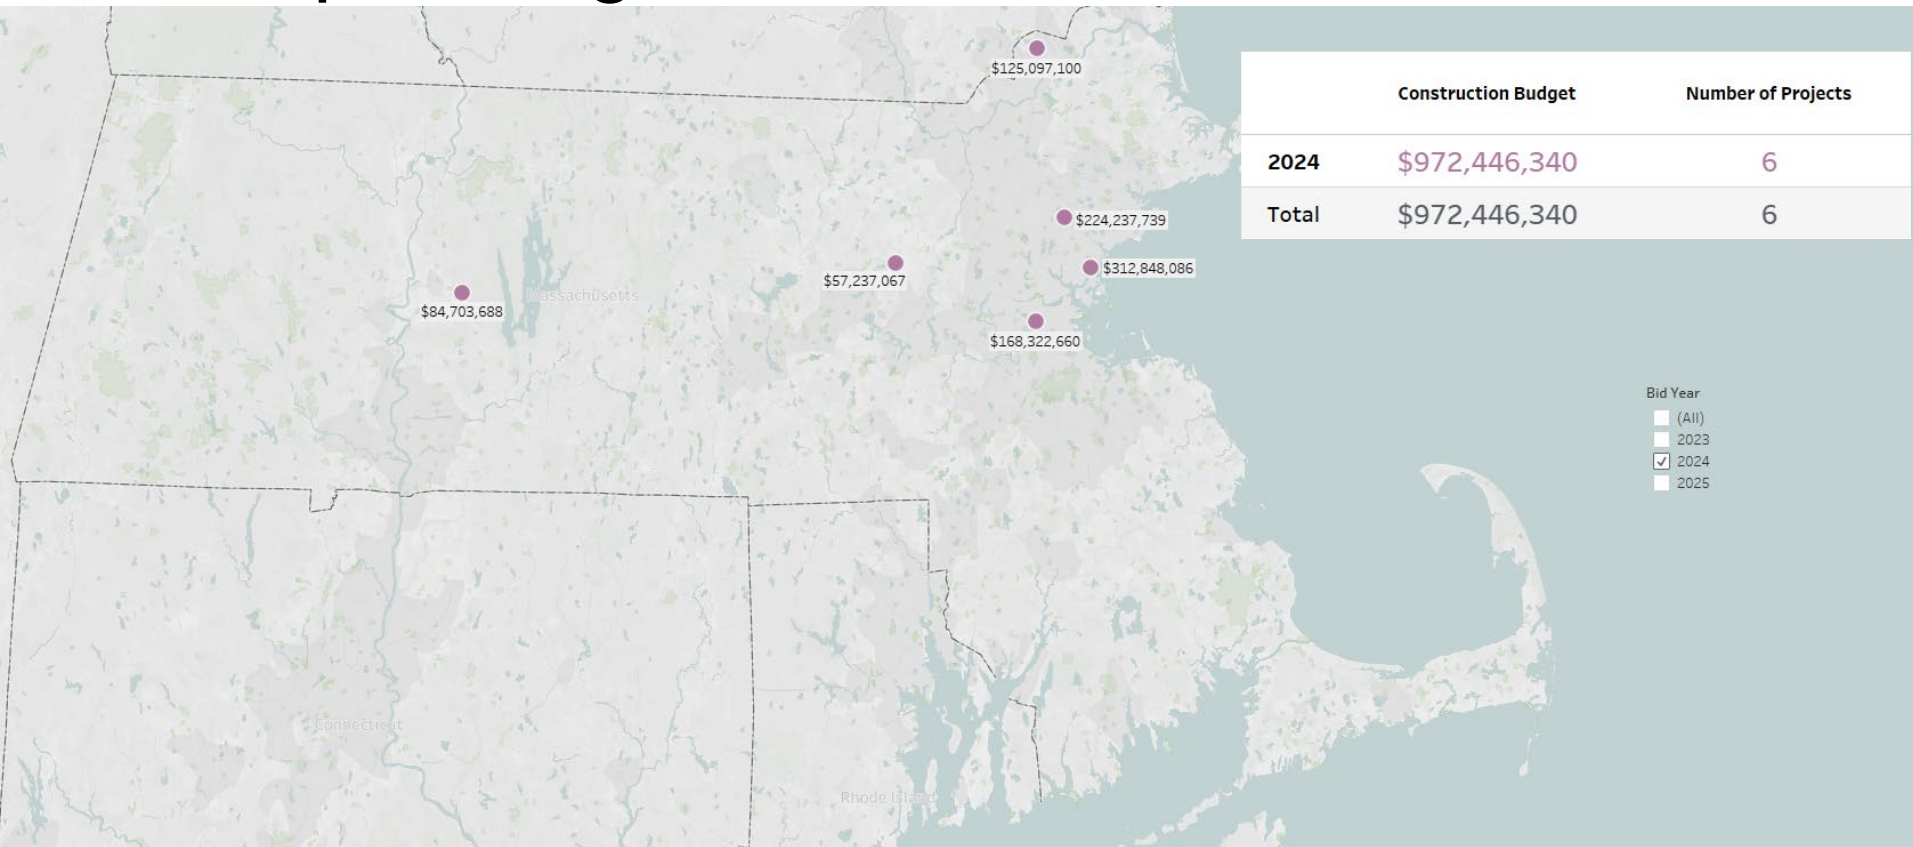 $125,097,100
Construction Budget Number of Projects
2024 $972,446,340 6
Total $972,446,340 6
$224,237,739
$57,237,067
$312,848,086
$84,703,688
Massachusetts
$168,322,660
Bid Year
(All)
2023
2024
2025
Connecticut
Rhode Island